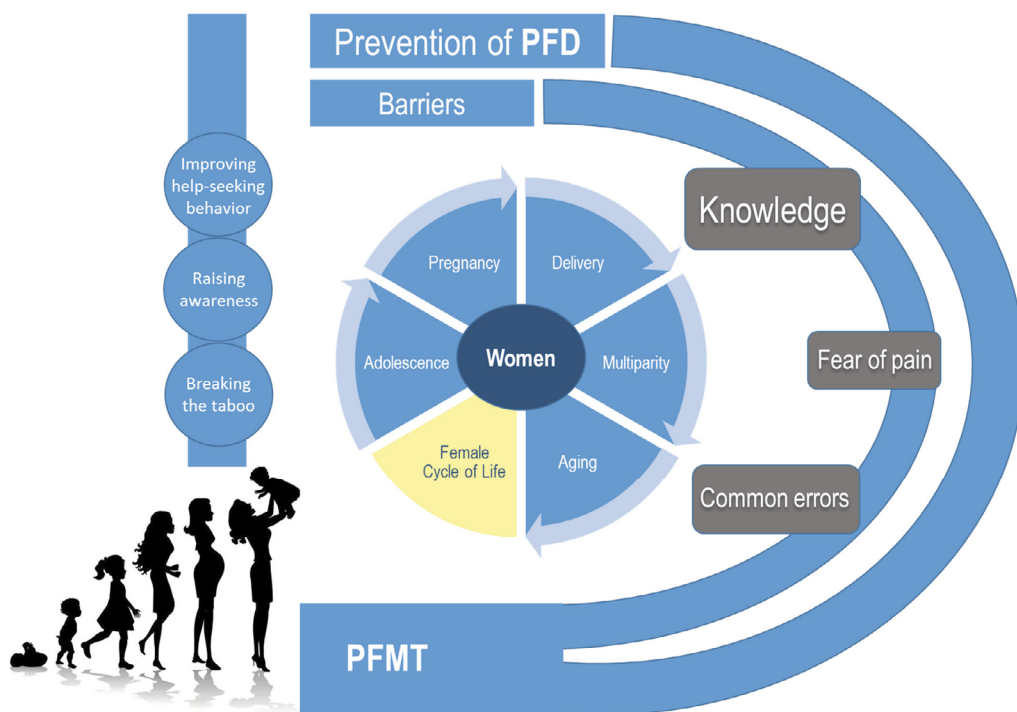 Prevention of PFD
Barriers
Improving
help-seeking
behavior
Raising
awareness
Breaking
the taboo
Pregnancy
Delivery
Adolescence
Women
Multiparity
Female
Cycle of Life
Aging
Knowledge
Fear of pain
Common errors
PFMT